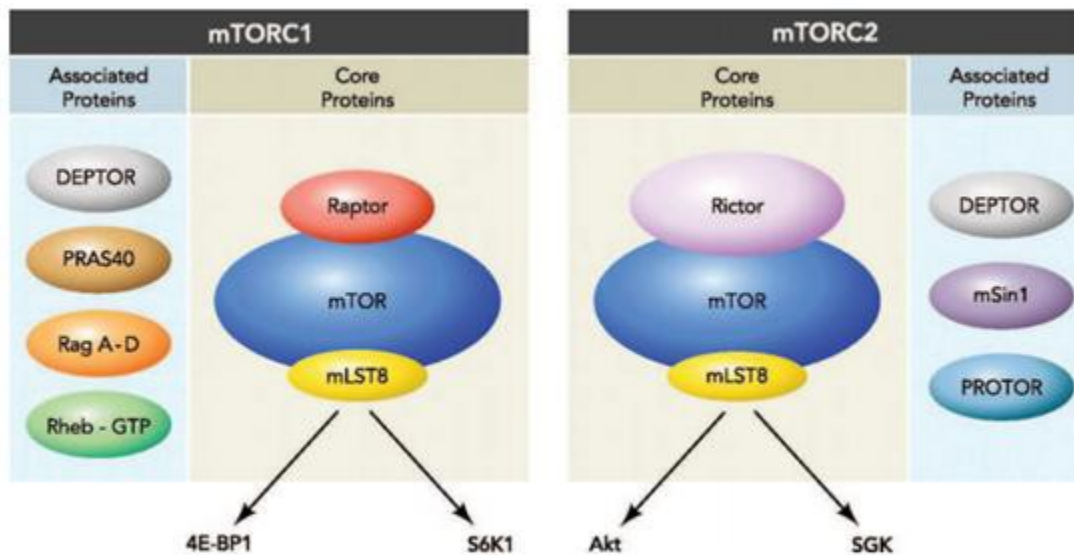 mTORC1
Associated
Proteins
Core
Proteins
DEPTOR
PRAS40
Rag A - D
Rheb - GTP
Raptor
mTOR
mLST8
4E-BP1
S6K1
mTORC2
Core
Proteins
Associated
Proteins
Rictor
mTOR
mLST8
DEPTOR
mSin1
PROTOR
Akt
SGK